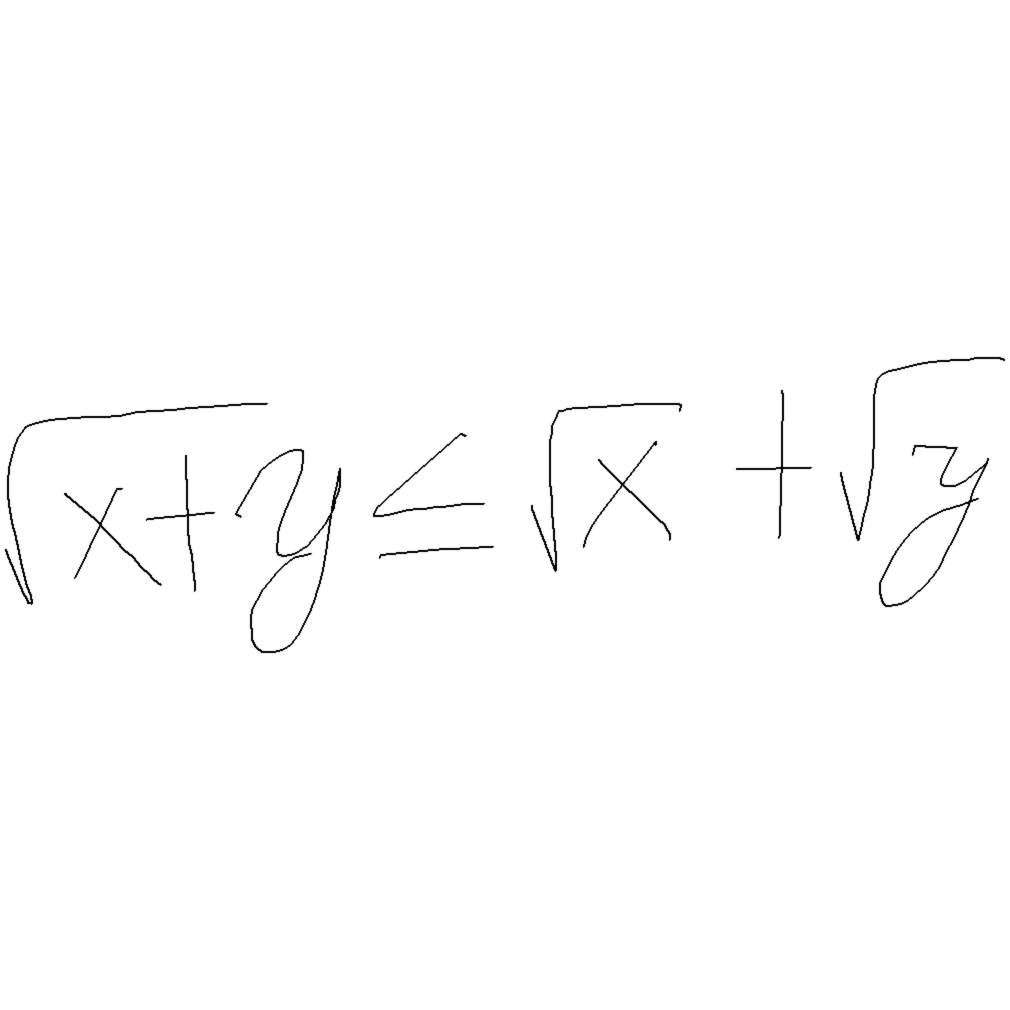 √(x+y) ≤ √x + √y